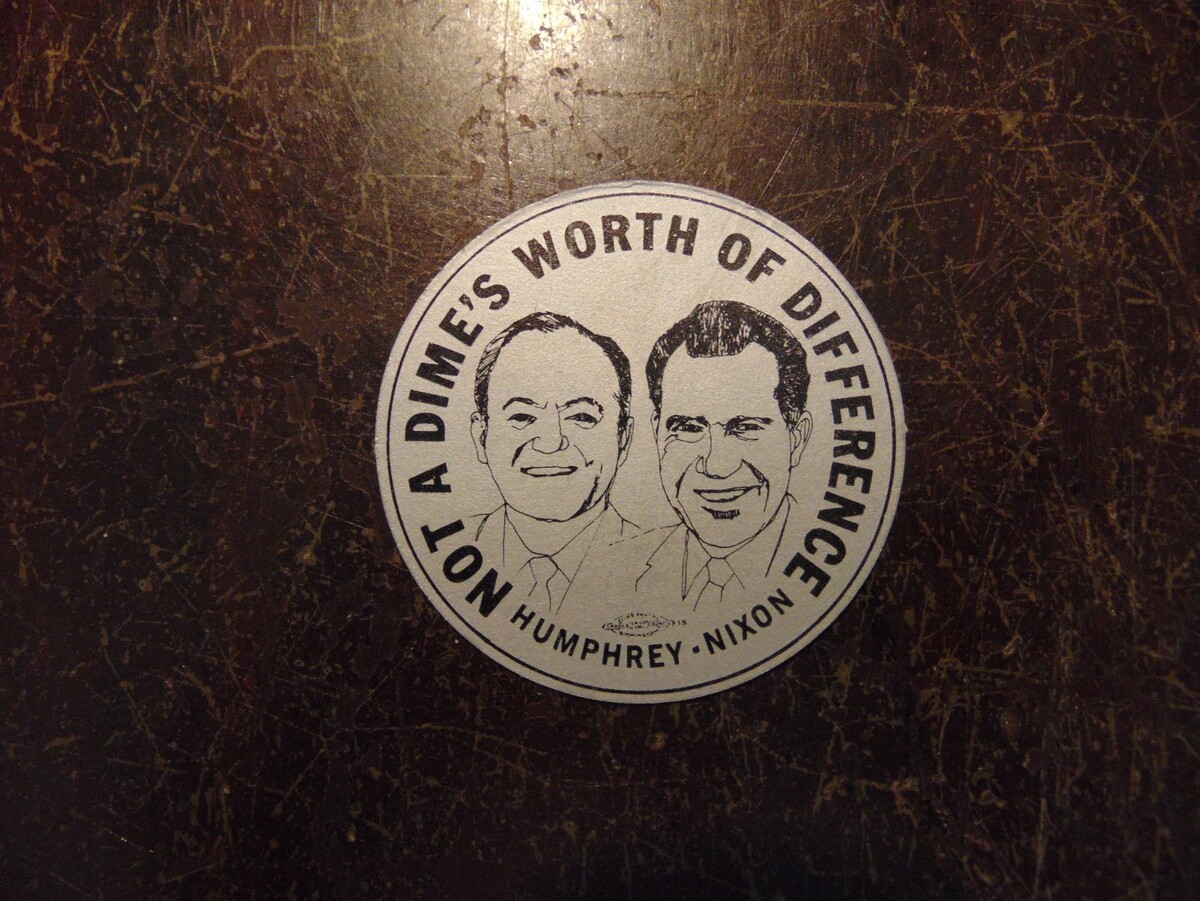 NOT A DIME'S WORTH OF DIFFERENCE
HUMPHREY-NIXON